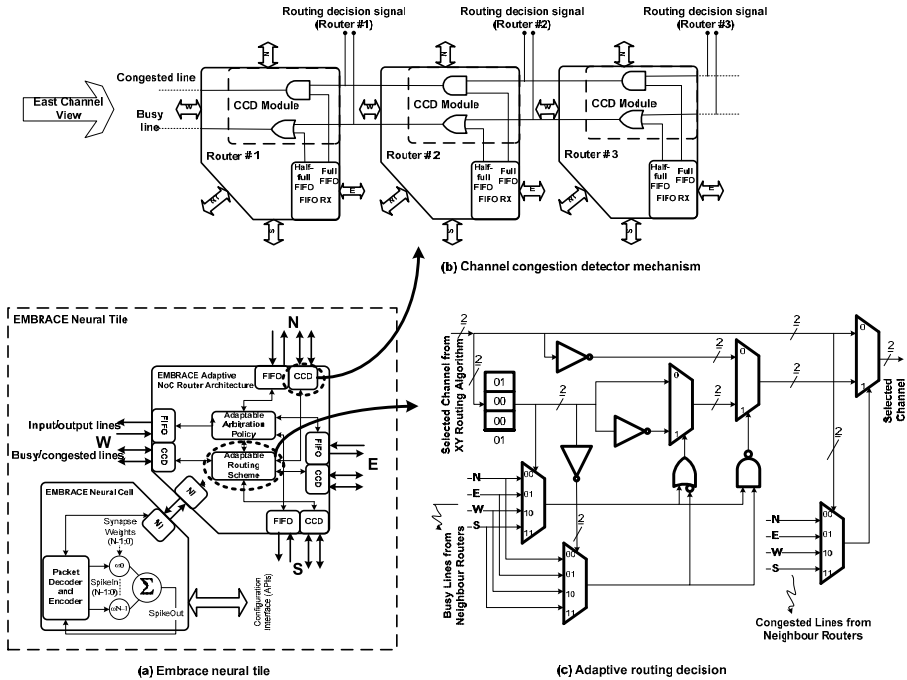 Routing decision signal
(Router #1)
Routing decision signal
(Router #2)
Routing decision signal
(Router #3)
East Channel
View
Congested line
Busy
line
N
W
CCD Module
Router #1
Half-
full
FIFO
Full
FIFO
FIFO RX
E
NI
S
N
W
CCD Module
Router #2
Half-
full
FIFO
Full
FIFO
FIFO RX
E
NI
S
N
W
CCD Module
Router #3
Half-
full
FIFO
Full
FIFO
FIFO RX
E
NI
S
(b) Channel congestion detector mechanism
EMBRACE Neural Tile
N
EMBRACE Adaptive
NoC Router Architecture
FIFO
CCD
Adaptable
Arbitration
Policy
Adaptable
Routing
Scheme
Input/output lines
W
Busy/congested lines
FIFO
CCD
FIFO
CCD
E
NI
NI
FIFO
CCD
S
EMBRACE Neural Cell
Synapse
Weights
(N-1:0)
Packet
Decoder
and
Encoder
SpikeIn
(N-1:0)
ω0
ωN-1
Σ
SpikeOut
Configuration
interface (APIs)
(a) Embrace neural tile
Selected Channel from
XY Routing Algorithm
2
2
01
00
00
01
2
2
2
2
2
2
2
2
2
0
1
0
1
0
1
Selected
Channel
N
E
W
S
00
01
10
11
00
01
10
11
Busy Lines from
Neighbour Routers
N
E
W
S
00
01
10
11
Congested Lines from
Neighbour Routers
(c) Adaptive routing decision